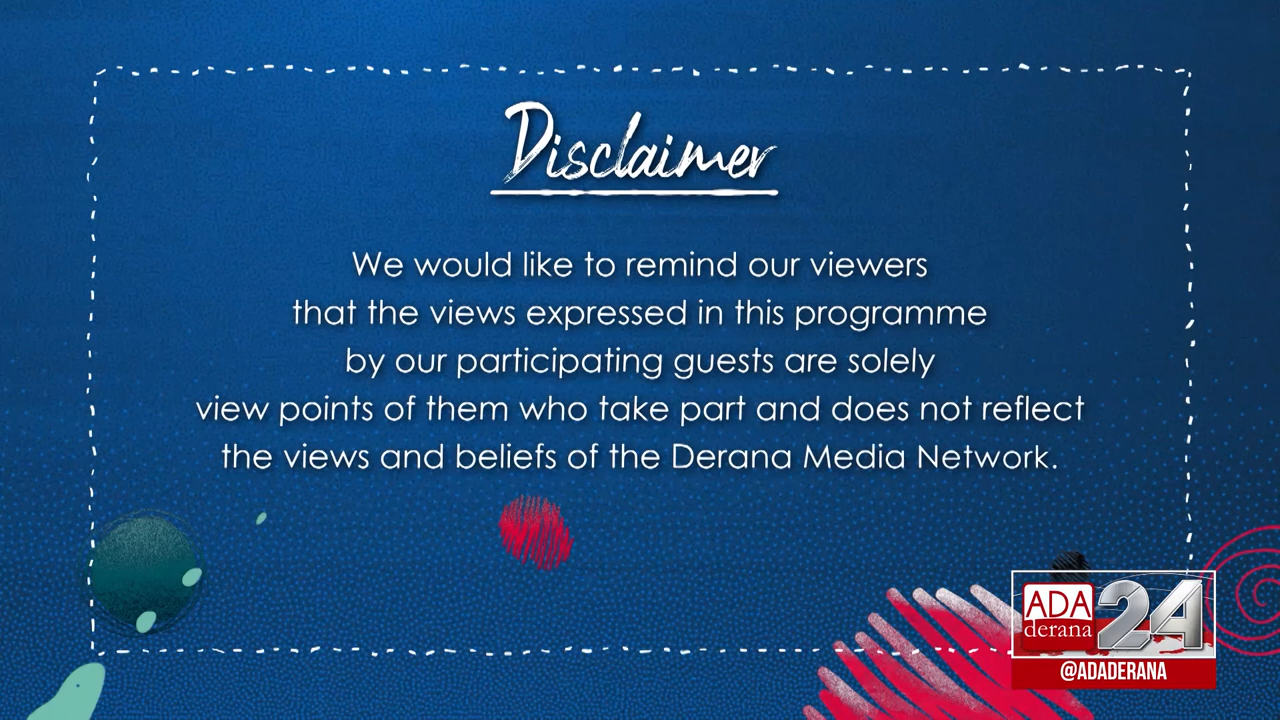 Disclaimer
We would like to remind our viewers
that the views expressed in this programme
by our participating guests are solely
view points of them who take part and does not reflect
the views and beliefs of the Derana Media Network.
ADA
derana
24
@ADADERANA